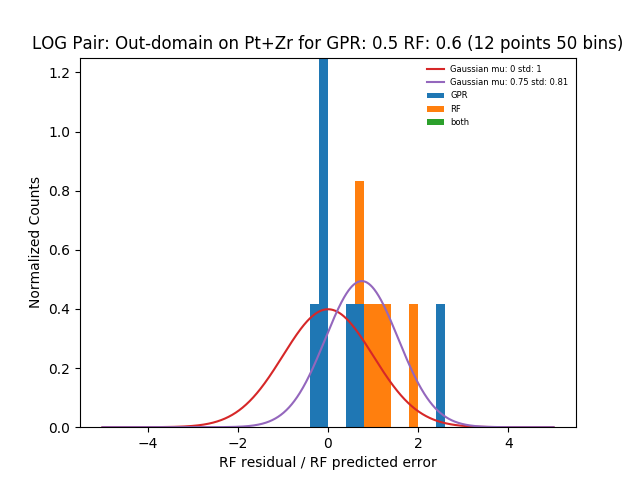 LOG Pair: Out-domain on Pt+Zr for GPR: 0.5 RF: 0.6 (12 points 50 bins)
Gaussian mu: 0 std: 1
Gaussian mu: 0.75 std: 0.81
GPR
RF
both
Normalized Counts
1.2
1.0
0.8
0.6
0.4
0.2
0.0
−4
−2
0
2
4
RF residual / RF predicted error